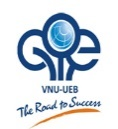 VNU-UEB
The Road to Success